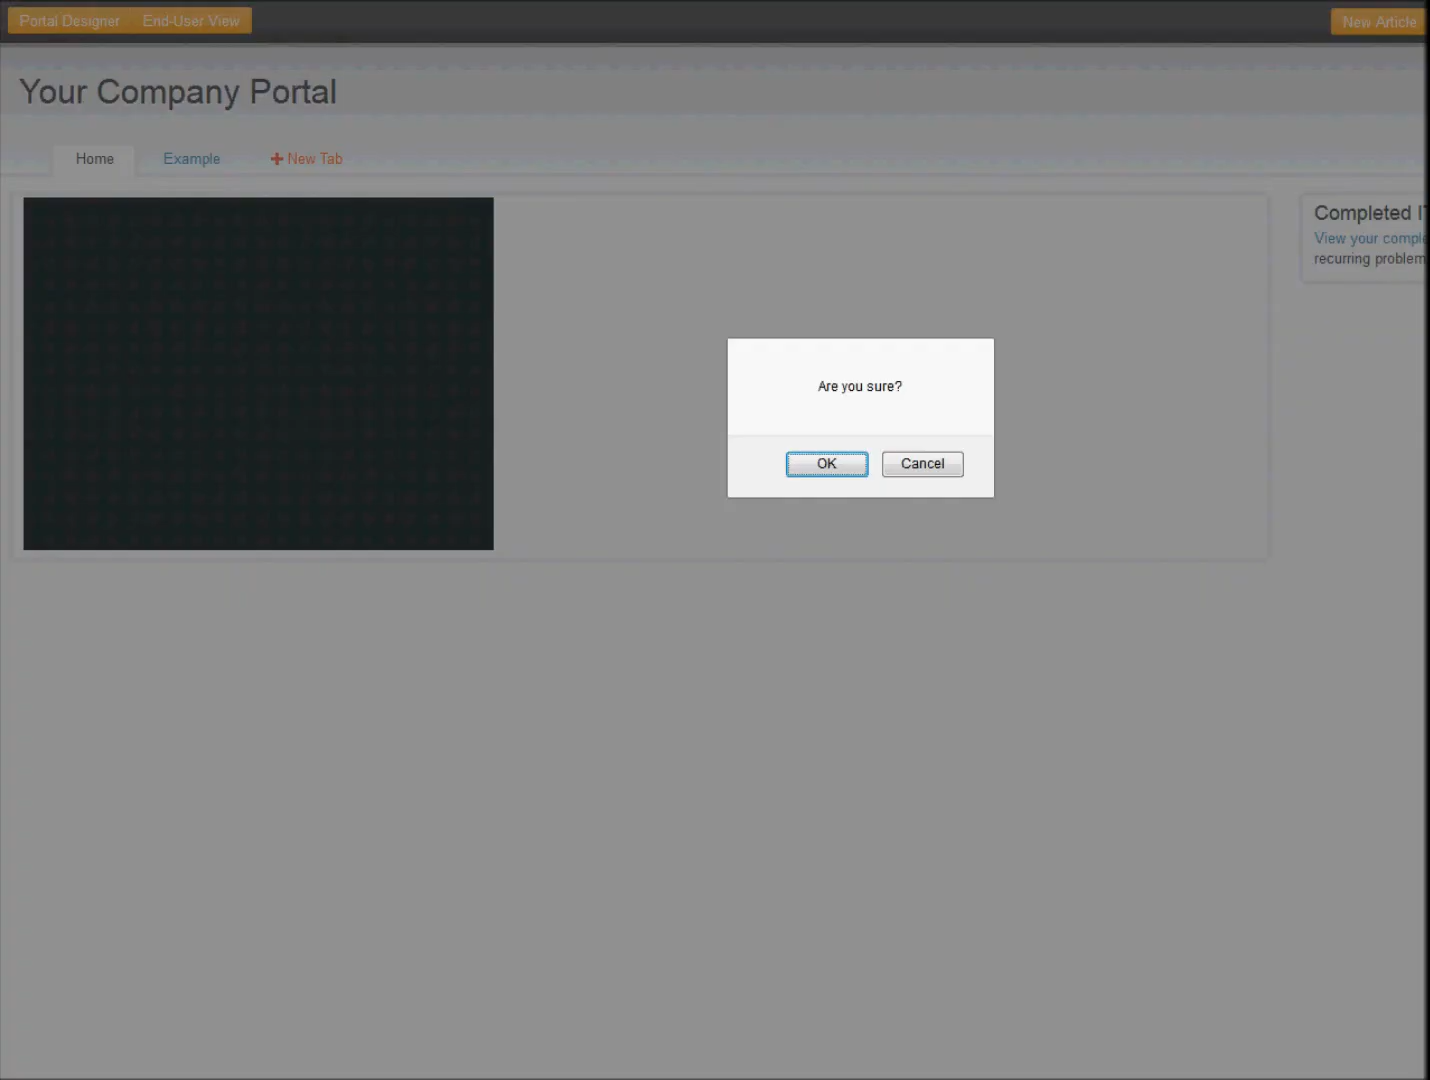 Portal Designer End-User View New Article
Your Company Portal
Home Example + New Tab
Completed
View your
recurring problem
Are you sure?
OK Cancel